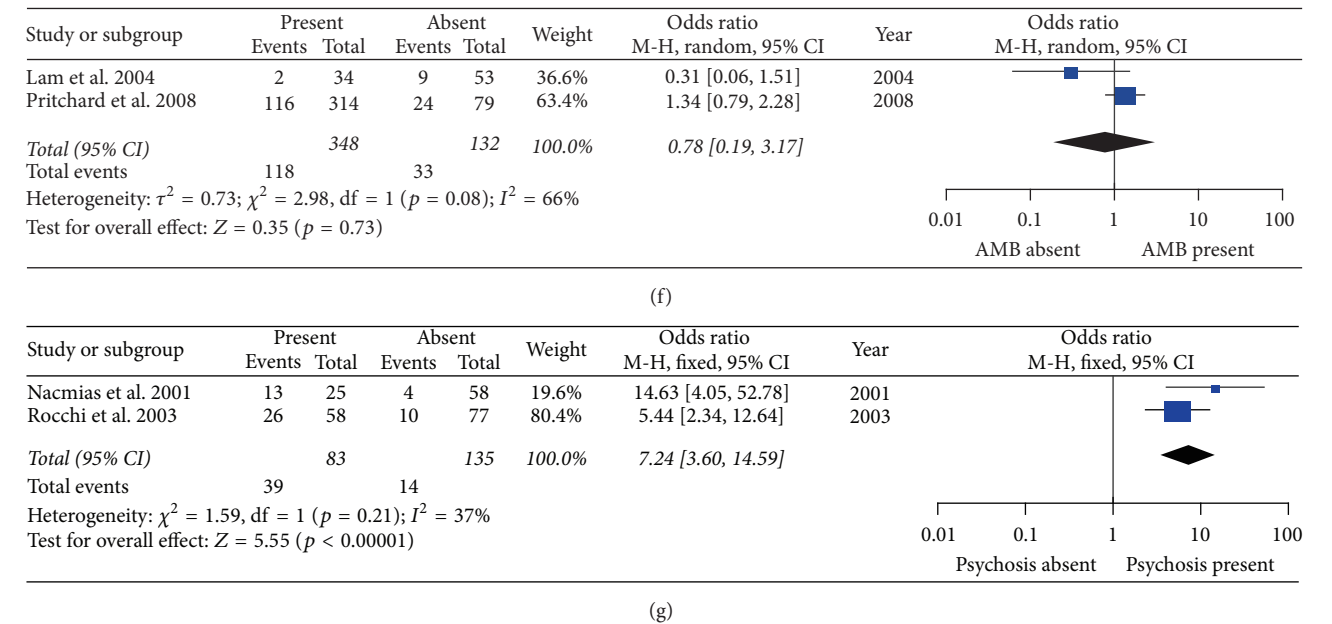 Study or subgroup Present Absent Weight Odds ratio Year Odds ratio
Events Total Events Total M-H, random, 95% CI M-H, random, 95% CI
Lam et al. 2004 2 34 9 53 36.6% 0.31 [0.06, 1.51] 2004
Pritchard et al. 2008 116 314 24 79 63.4% 1.34 [0.79, 2.28] 2008
Total (95% CI) 348 132 100.0% 0.78 [0.19, 3.17]
Total events 118 33
Heterogeneity: τ² = 0.73; χ² = 2.98, df = 1 (p = 0.08); I² = 66%
Test for overall effect: Z = 0.35 (p = 0.73)
0.01 0.1 1 10 100
AMB absent AMB present
(f)
Study or subgroup Present Absent Weight Odds ratio Year Odds ratio
Events Total Events Total M-H, fixed, 95% CI M-H, fixed, 95% CI
Nacmias et al. 2001 13 25 4 58 19.6% 14.63 [4.05, 52.78] 2001
Rocchi et al. 2003 26 58 10 77 80.4% 5.44 [2.34, 12.64] 2003
Total (95% CI) 83 135 100.0% 7.24 [3.60, 14.59]
Total events 39 14
Heterogeneity: χ² = 1.59, df = 1 (p = 0.21); I² = 37%
Test for overall effect: Z = 5.55 (p < 0.00001)
0.01 0.1 1 10 100
Psychosis absent Psychosis present
(g)